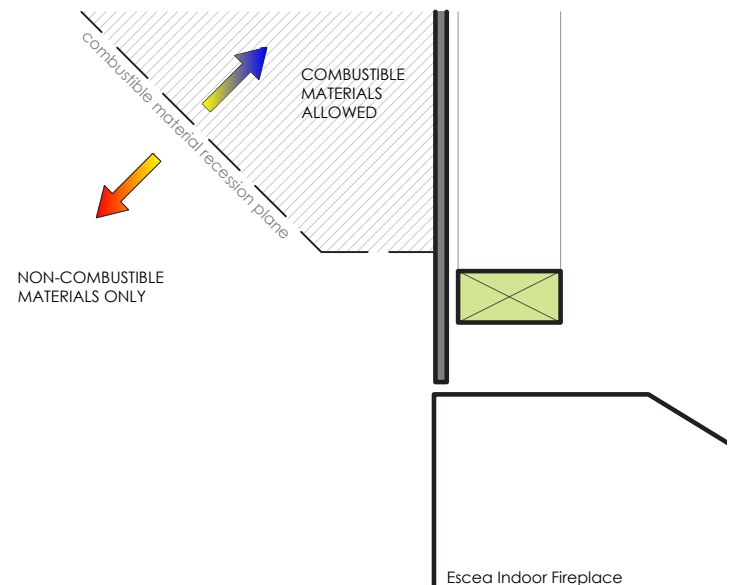 combustible material recession plane
COMBUSTIBLE
MATERIALS
ALLOWED
NON-COMBUSTIBLE
MATERIALS ONLY
Escea Indoor Fireplace